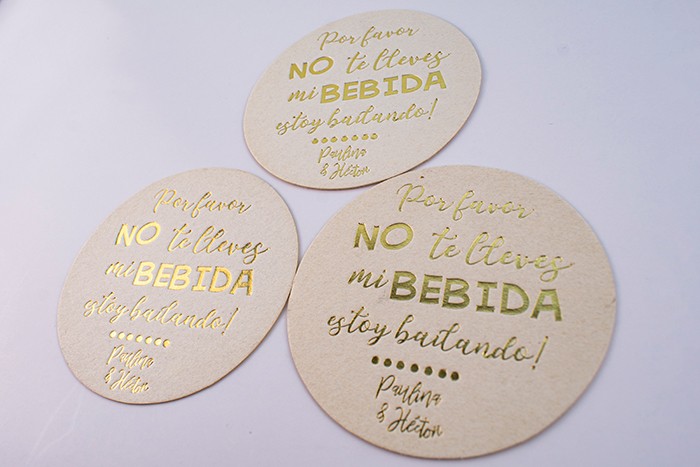 Por favor
NO te lleves
mi BEBIDA
estoy bailando!
Paulina
& Héctor
Por favor
NO te lleves
mi BEBIDA
estoy bailando!
Paulina
& Héctor
Por favor
NO te lleves
mi BEBIDA
estoy bailando!
Paulina
& Héctor